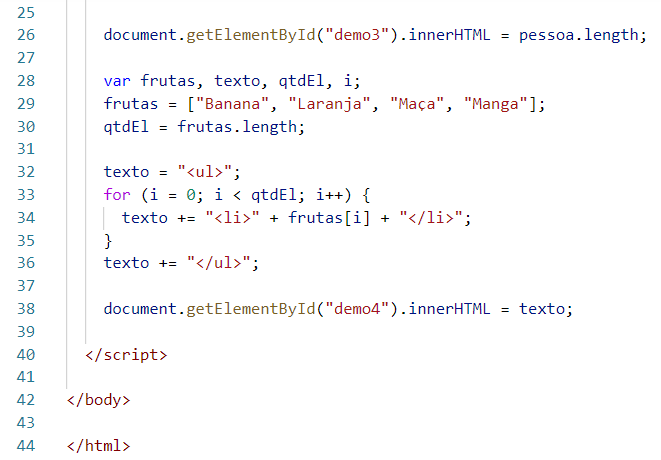 25
26 document.getElementById("demo3").innerHTML = pessoa.length;
27
28 var frutas, texto, qtdEl, i;
29 frutas = ["Banana", "Laranja", "Maça", "Manga"];
30 qtdEl = frutas.length;
31
32 texto = "<ul>";
33 for (i = 0; i < qtdEl; i++) {
34 texto += "<li>" + frutas[i] + "</li>";
35 }
36 texto += "</ul>";
37
38 document.getElementById("demo4").innerHTML = texto;
39
40 </script>
41
42 </body>
43
44 </html>